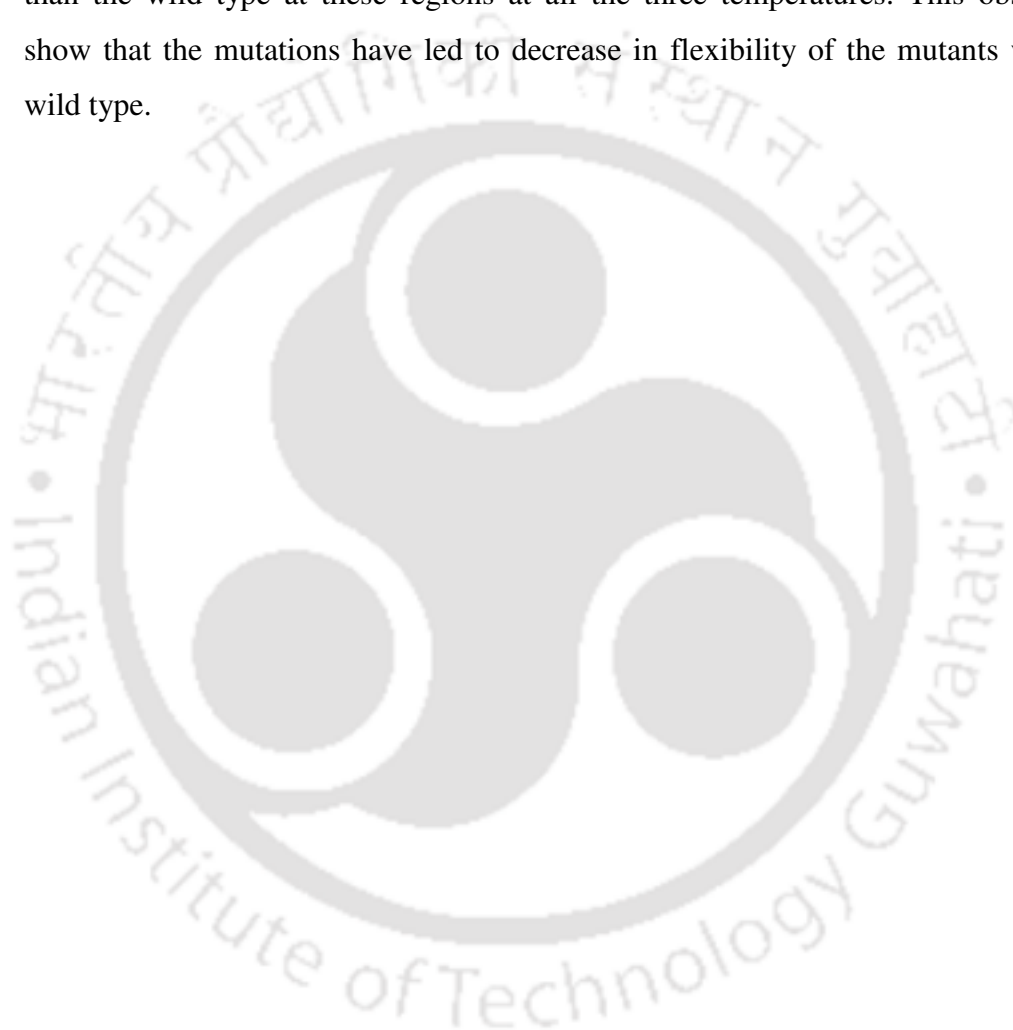 than the wild type at these regions at all the three temperatures. This obs
show that the mutations have led to decrease in flexibility of the mutants
wild type.
भारतीय प्रौद्योगिकी संस्थान गुवाहाटी
Indian Institute of Technology Guwahati